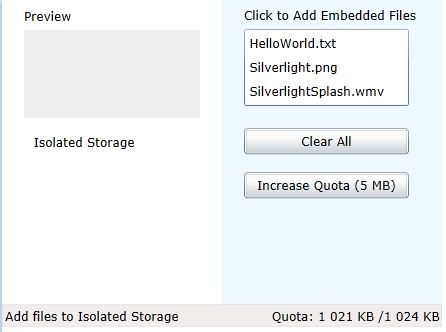 Preview
Isolated Storage
Click to Add Embedded Files
HelloWorld.txt
Silverlight.png
SilverlightSplash.wmv
Clear All
Increase Quota (5 MB)
Add files to Isolated Storage
Quota: 1 021 KB /1 024 KB